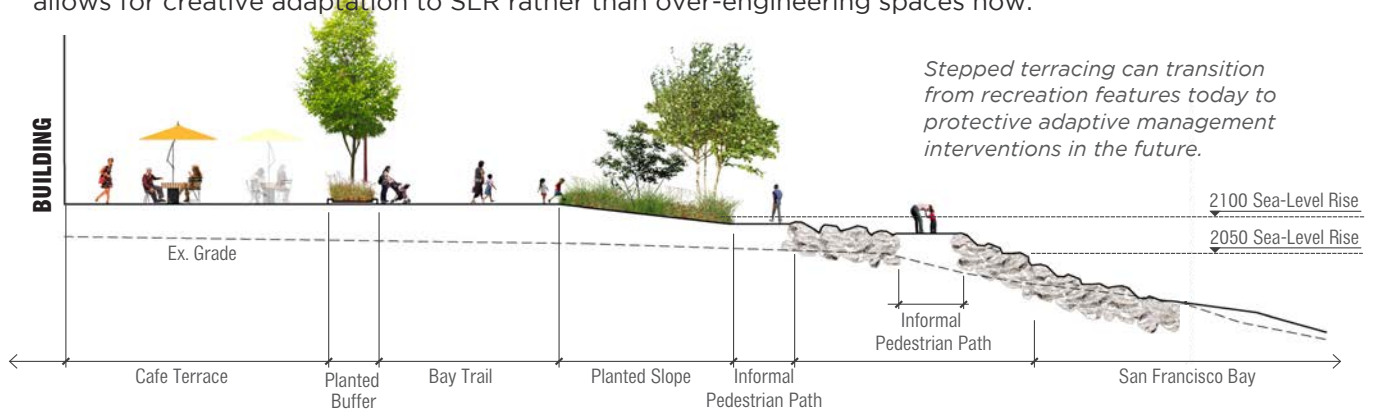 allows for creative adaptation to SLR rather than over-engineering spaces now.
Stepped terracing can transition
from recreation features today to
protective adaptive management
interventions in the future.
BUILDING
2100 Sea-Level Rise
2050 Sea-Level Rise
Ex. Grade
Informal
Pedestrian Path
Cafe Terrace
Planted
Buffer
Bay Trail
Planted Slope
Informal
Pedestrian Path
San Francisco Bay